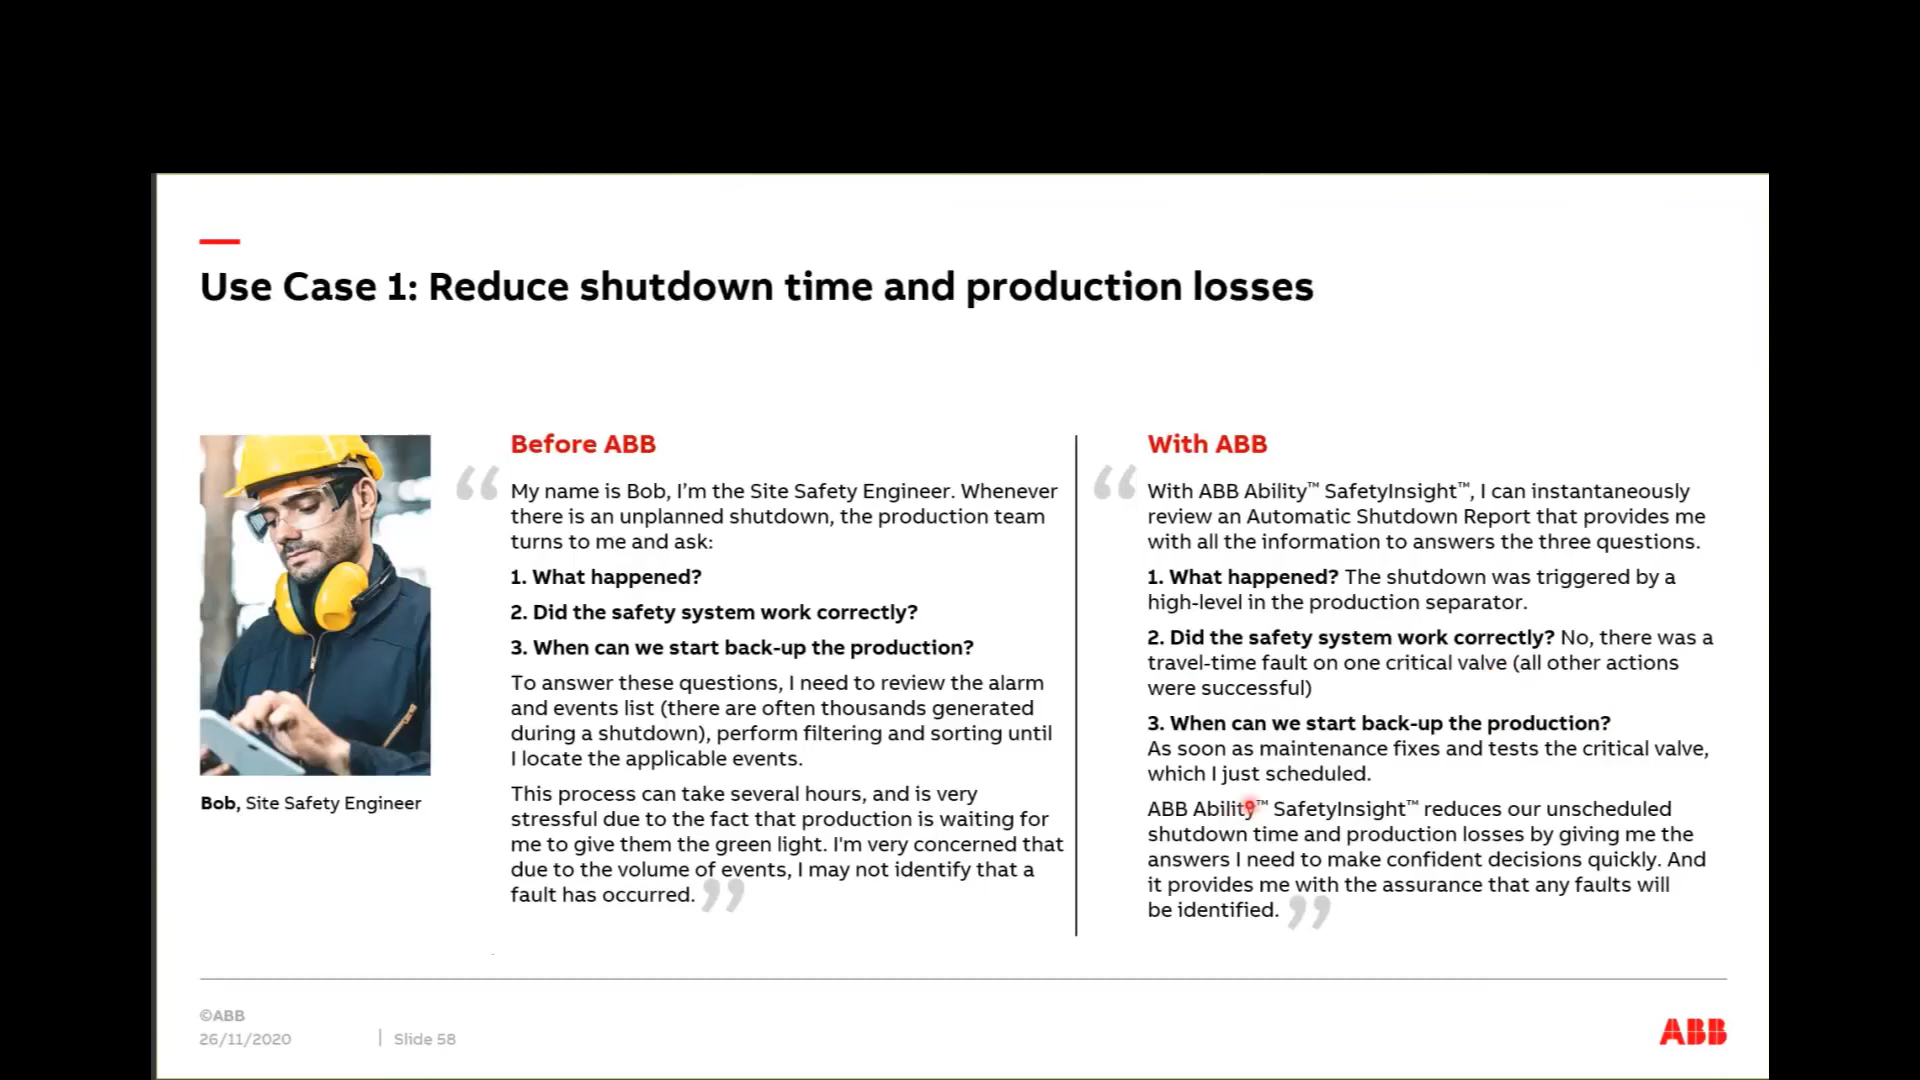 Use Case 1: Reduce shutdown time and production losses
Bob, Site Safety Engineer
Before ABB
“
My name is Bob, I’m the Site Safety Engineer. Whenever
there is an unplanned shutdown, the production team
turns to me and ask:
1. What happened?
2. Did the safety system work correctly?
3. When can we start back-up the production?
To answer these questions, I need to review the alarm
and events list (there are often thousands generated
during a shutdown), perform filtering and sorting until
I locate the applicable events.
This process can take several hours, and is very
stressful due to the fact that production is waiting for
me to give them the green light. I'm very concerned that
due to the volume of events, I may not identify that a
fault has occurred. ”
With ABB
“
With ABB Ability™ SafetyInsight™, I can instantaneously
review an Automatic Shutdown Report that provides me
with all the information to answers the three questions.
1. What happened? The shutdown was triggered by a
high-level in the production separator.
2. Did the safety system work correctly? No, there was a
travel-time fault on one critical valve (all other actions
were successful)
3. When can we start back-up the production?
As soon as maintenance fixes and tests the critical valve,
which I just scheduled.
ABB Ability™ SafetyInsight™ reduces our unscheduled
shutdown time and production losses by giving me the
answers I need to make confident decisions quickly. And
it provides me with the assurance that any faults will
be identified. ”
©ABB
26/11/2020 | Slide 58
ABB